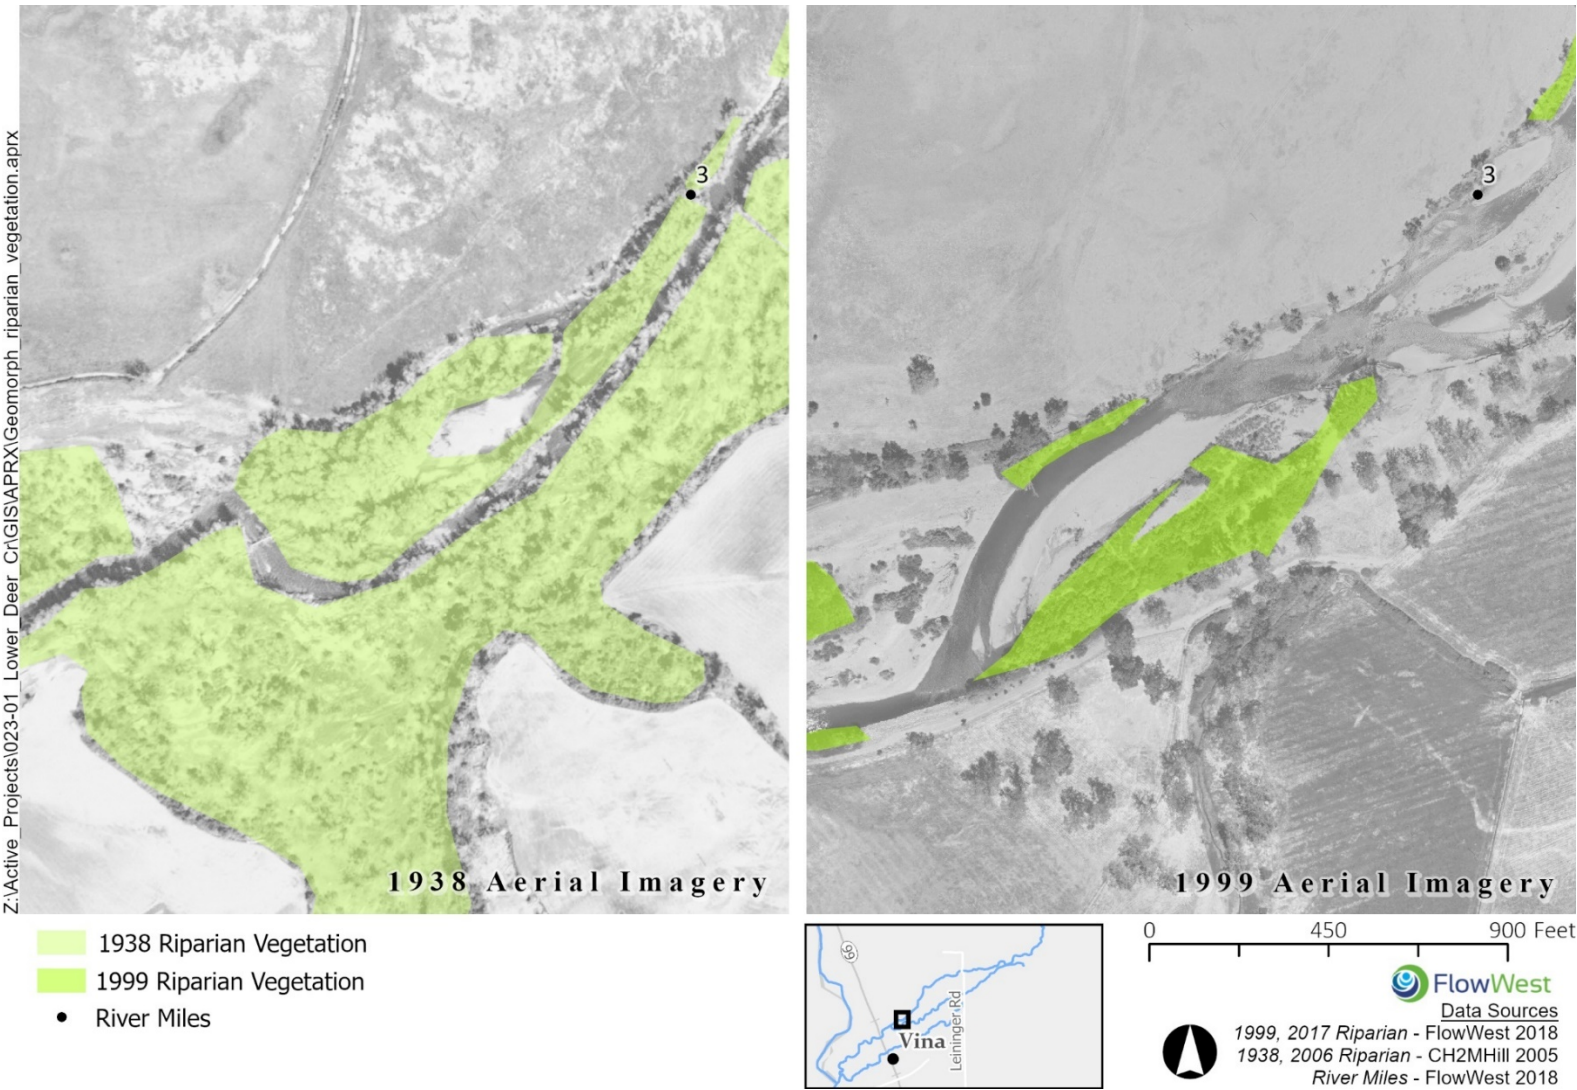 Z:\Active_Projects\023-01_Lower_Deer_Cr\GIS\APRX\Geomorph_riparian_vegetation.aprx
3
1938 Aerial Imagery
3
1999 Aerial Imagery
1938 Riparian Vegetation
1999 Riparian Vegetation
River Miles
99
Leininger Rd
Vina
0 450 900 Feet
FlowWest
Data Sources
1999, 2017 Riparian - FlowWest 2018
1938, 2006 Riparian - CH2MHill 2005
River Miles - FlowWest 2018